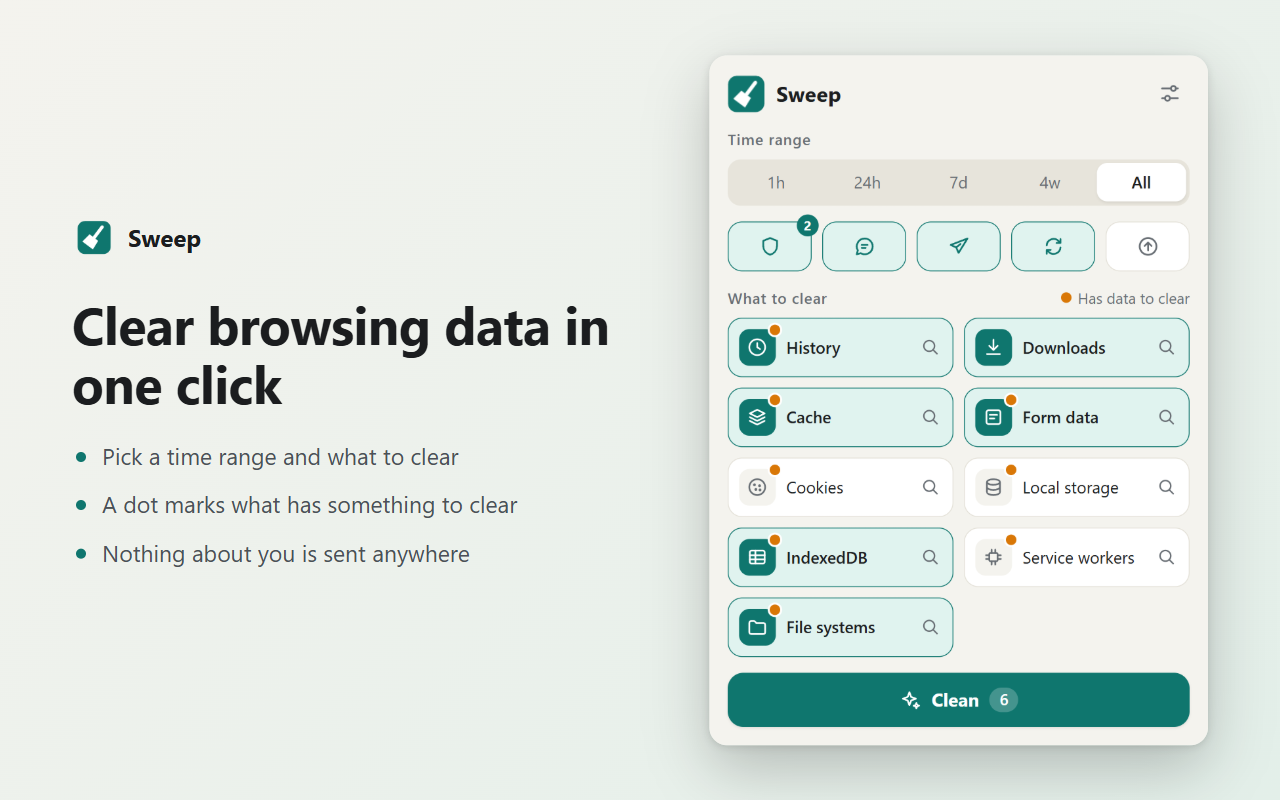 Sweep
Clear browsing data in
one click
Pick a time range and what to clear
A dot marks what has something to clear
Nothing about you is sent anywhere
Sweep
Time range
1h 24h 7d 4w All
2
What to clear Has data to clear
History Downloads
Cache Form data
Cookies Local storage
IndexedDB Service workers
File systems
Clean 6